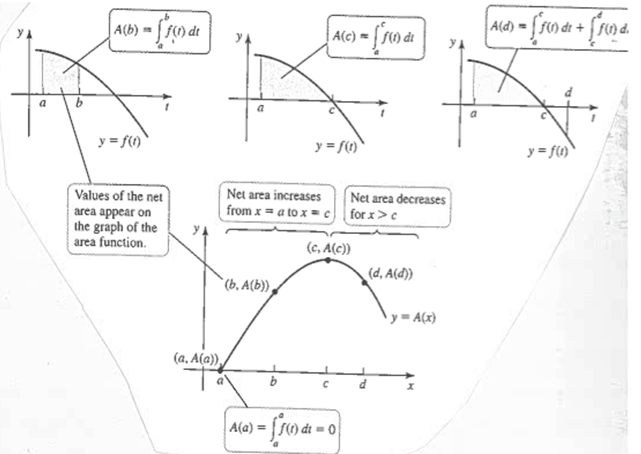 A(b) = ∫_a^b f(t) dt
A(c) = ∫_a^c f(t) dt
A(d) = ∫_a^c f(t) dt + ∫_c^d f(t) d
y
a
b
t
y = f(t)
y
a
c
t
y = f(t)
y
a
c
d
t
y = f(t)
Values of the net
area appear on
the graph of the
area function.
Net area increases
from x = a to x = c
Net area decreases
for x > c
y
(c, A(c))
(b, A(b))
(d, A(d))
y = A(x)
(a, A(a))
a
b
c
d
x
A(a) = ∫_a^a f(t) dt = 0